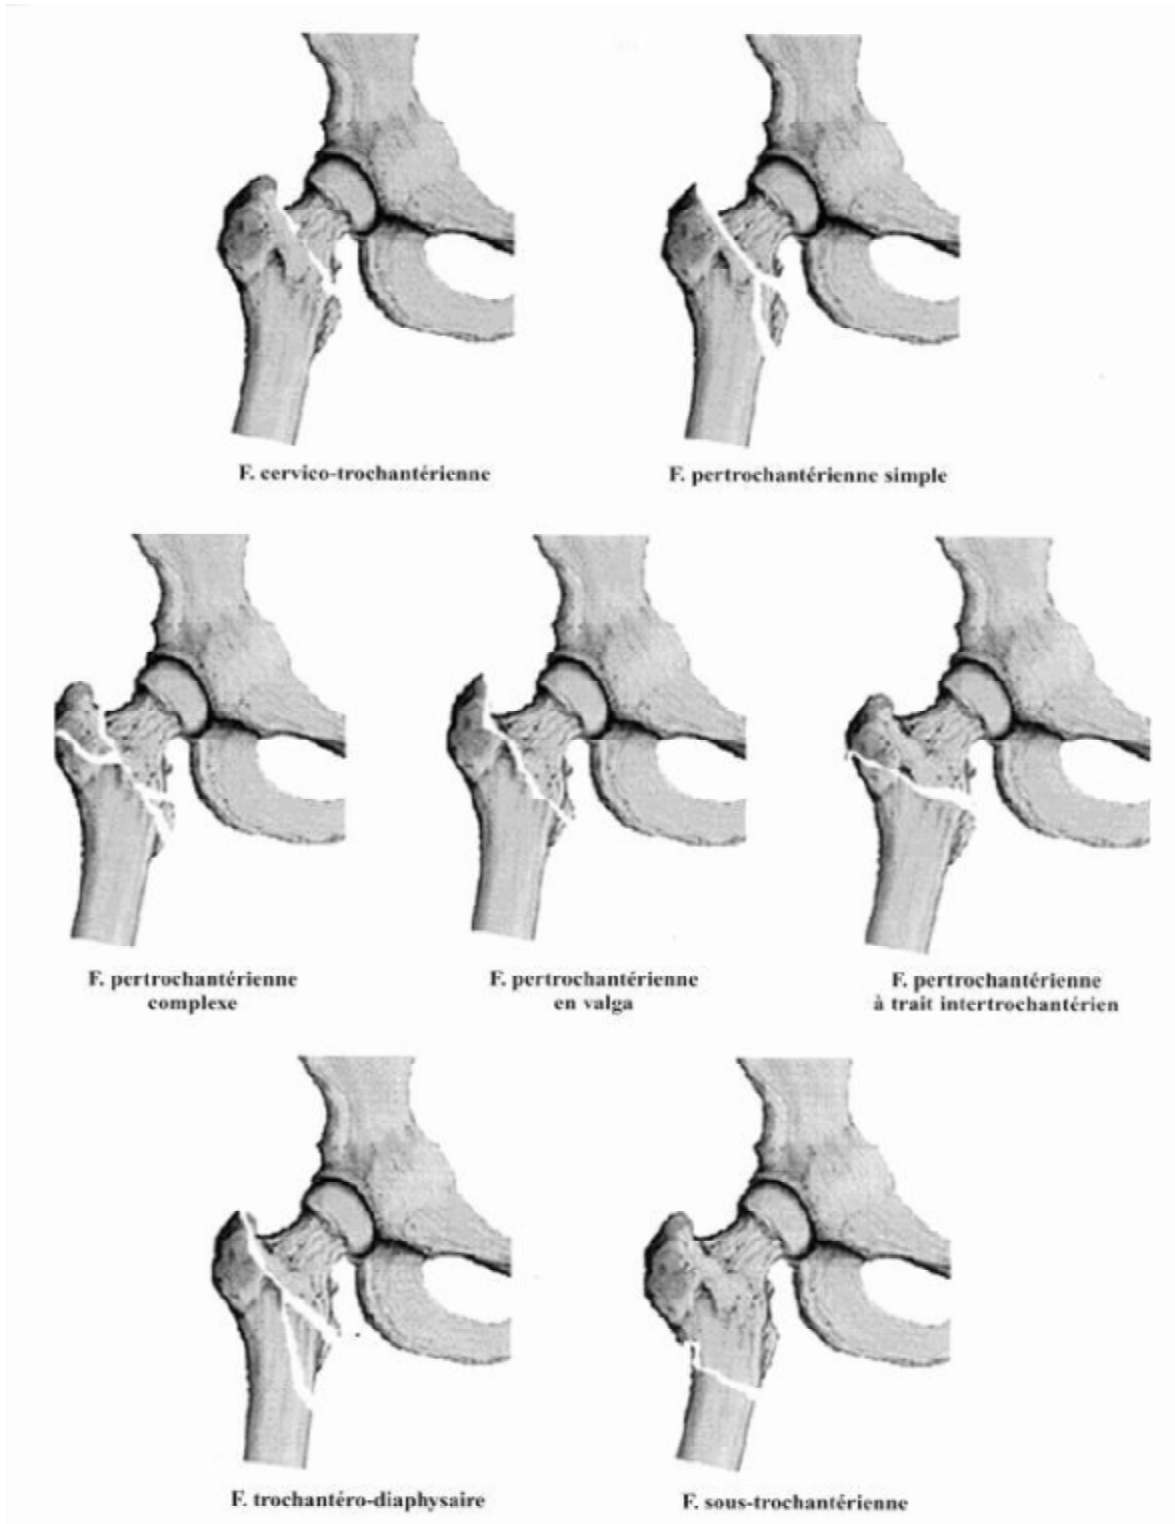 F. cervico-trochantérienne
F. pertrochantérienne simple
F. pertrochantérienne
complexe
F. pertrochantérienne
en valga
F. pertrochantérienne
à trait intertrochantérien
F. trochantéro-diaphysaire
F. sous-trochantérienne